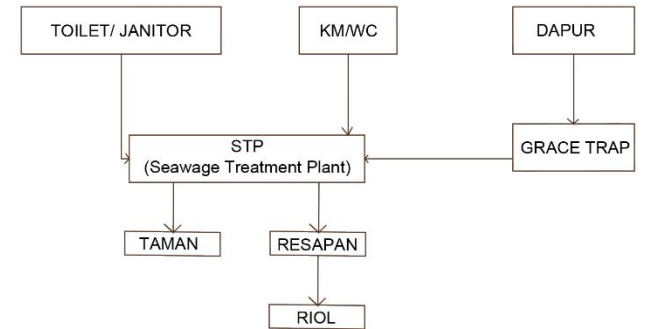 TOILET/ JANITOR
KM/WC
DAPUR
STP
(Seawage Treatment Plant)
GRACE TRAP
TAMAN
RESAPAN
RIOL